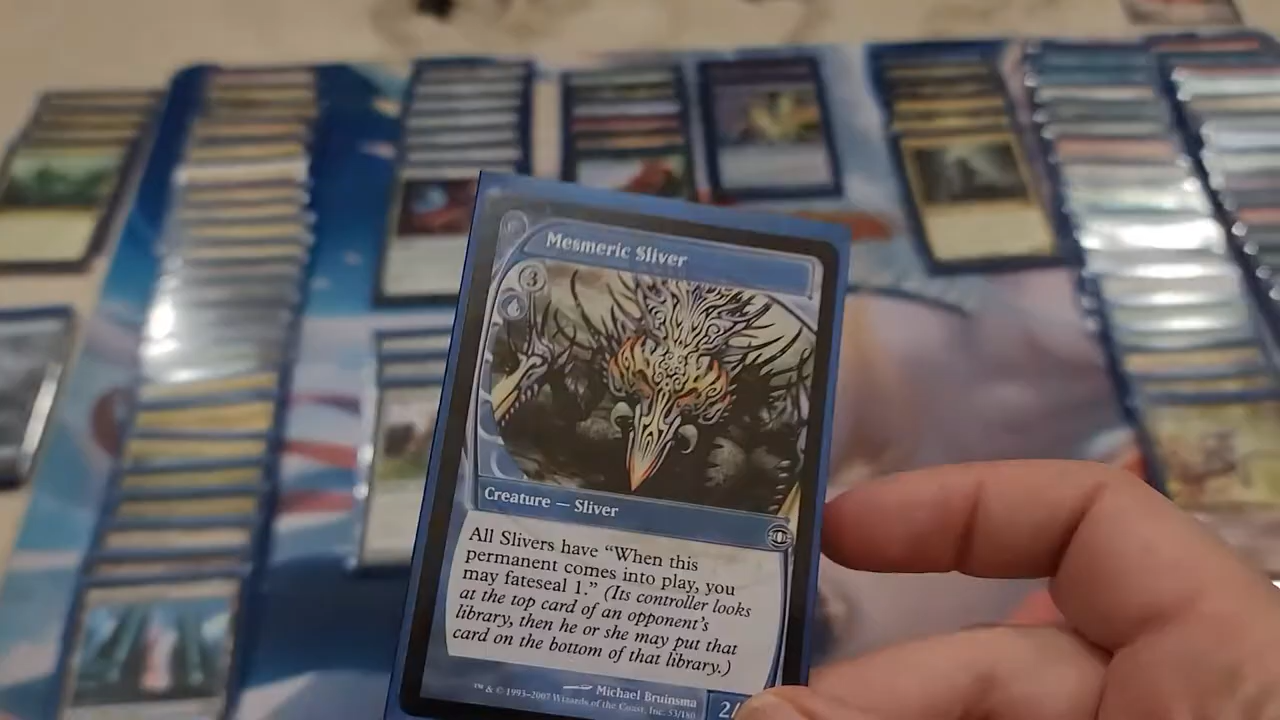 Mesmeric Sliver
3
Creature — Sliver
All Slivers have “When this
permanent comes into play, you
may fateseal 1.” (Its controller looks
at the top card of an opponent’s
library, then he or she may put that
card on the bottom of that library.)
Michael Bruinsma
™ & © 1993–2007 Wizards of the Coast, Inc. 53/180
2/